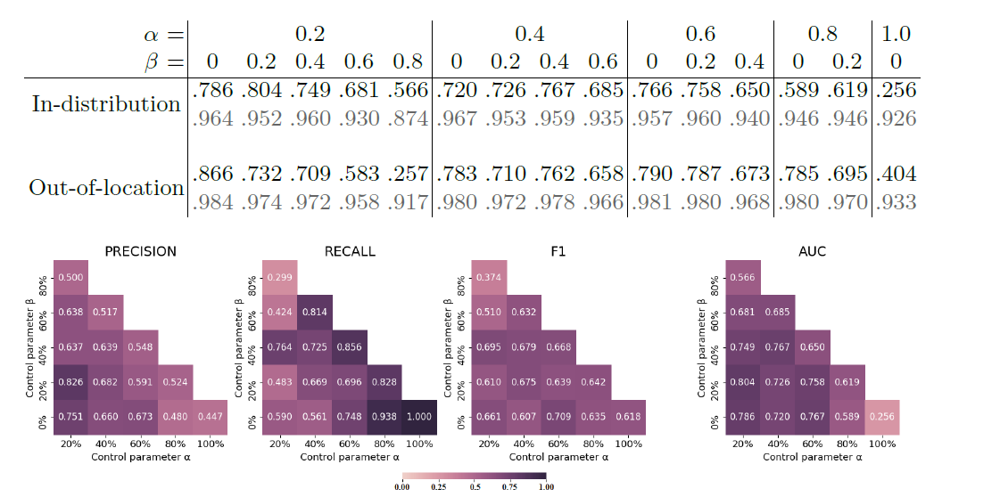 α = 0.2 0.4 0.6 0.8 1.0
β = 0 0.2 0.4 0.6 0.8 0 0.2 0.4 0.6 0 0.2 0.4 0 0.2 0
In-distribution .786 .804 .749 .681 .566 .720 .726 .767 .685 .766 .758 .650 .589 .619 .256
.964 .952 .960 .930 .874 .967 .953 .959 .935 .957 .960 .940 .946 .946 .926
Out-of-location .866 .732 .709 .583 .257 .783 .710 .762 .658 .790 .787 .673 .785 .695 .404
.984 .974 .972 .958 .917 .980 .972 .978 .966 .981 .980 .968 .980 .970 .933
PRECISION
Control parameter β
80% 0.500
60% 0.638 0.517
40% 0.637 0.639 0.548
20% 0.826 0.682 0.591 0.524
0% 0.751 0.660 0.673 0.480 0.447
20% 40% 60% 80% 100%
Control parameter α
RECALL
Control parameter β
80% 0.299
60% 0.424 0.814
40% 0.764 0.725 0.856
20% 0.483 0.669 0.696 0.828
0% 0.590 0.561 0.748 0.938 1.000
20% 40% 60% 80% 100%
Control parameter α
F1
Control parameter β
80% 0.374
60% 0.510 0.632
40% 0.695 0.679 0.668
20% 0.610 0.675 0.639 0.642
0% 0.661 0.607 0.709 0.635 0.618
20% 40% 60% 80% 100%
Control parameter α
AUC
Control parameter β
80% 0.566
60% 0.681 0.685
40% 0.749 0.767 0.650
20% 0.804 0.726 0.758 0.619
0% 0.786 0.720 0.767 0.589 0.256
20% 40% 60% 80% 100%
Control parameter α
0.00 0.25 0.5 0.75 1.00